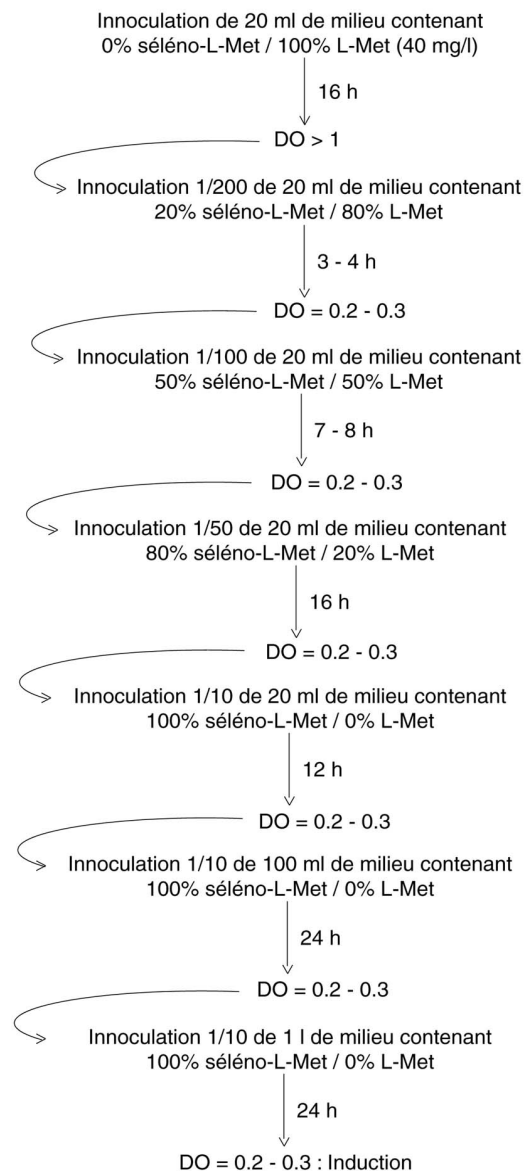 Innoculation de 20 ml de milieu contenant
0% séléno-L-Met / 100% L-Met (40 mg/l)
16 h
DO > 1
Innoculation 1/200 de 20 ml de milieu contenant
20% séléno-L-Met / 80% L-Met
3 - 4 h
DO = 0.2 - 0.3
Innoculation 1/100 de 20 ml de milieu contenant
50% séléno-L-Met / 50% L-Met
7 - 8 h
DO = 0.2 - 0.3
Innoculation 1/50 de 20 ml de milieu contenant
80% séléno-L-Met / 20% L-Met
16 h
DO = 0.2 - 0.3
Innoculation 1/10 de 20 ml de milieu contenant
100% séléno-L-Met / 0% L-Met
12 h
DO = 0.2 - 0.3
Innoculation 1/10 de 100 ml de milieu contenant
100% séléno-L-Met / 0% L-Met
24 h
DO = 0.2 - 0.3
Innoculation 1/10 de 1 l de milieu contenant
100% séléno-L-Met / 0% L-Met
24 h
DO = 0.2 - 0.3 : Induction